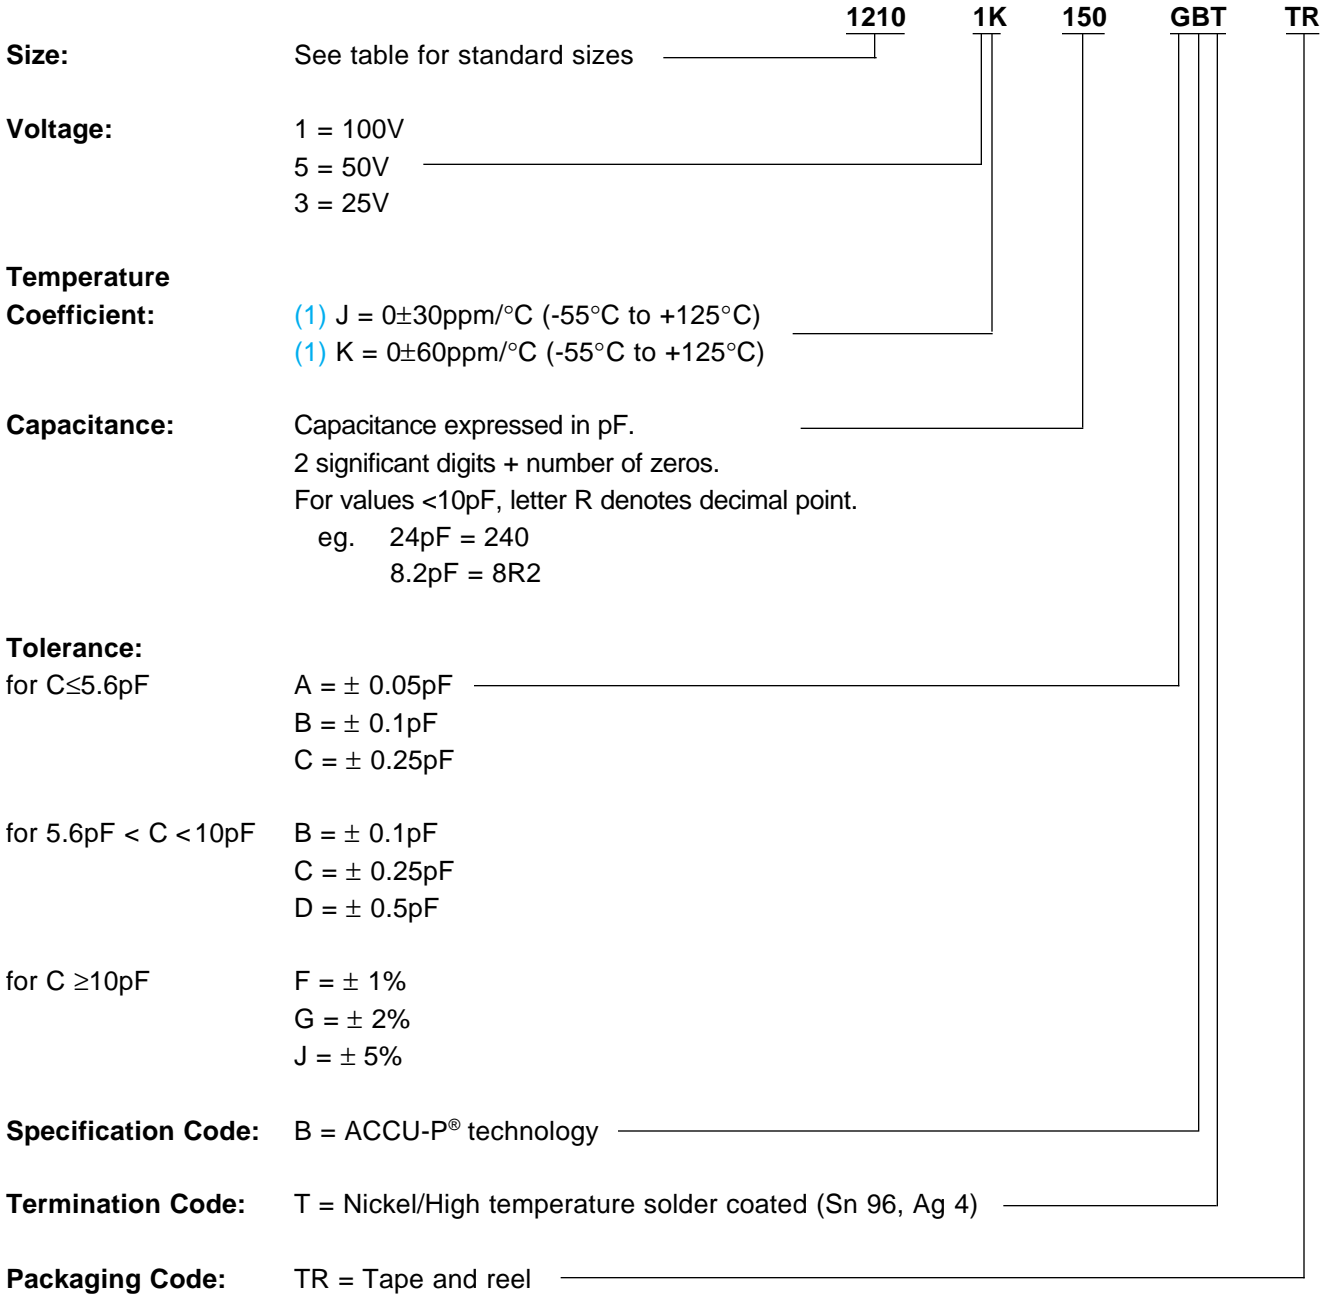 1210 1K 150 GBT TR
Size: See table for standard sizes
Voltage: 1 = 100V
5 = 50V
3 = 25V
Temperature
Coefficient: (1) J = 0±30ppm/°C (-55°C to +125°C)
(1) K = 0±60ppm/°C (-55°C to +125°C)
Capacitance: Capacitance expressed in pF.
2 significant digits + number of zeros.
For values <10pF, letter R denotes decimal point.
eg. 24pF = 240
8.2pF = 8R2
Tolerance:
for C≤5.6pF A = ± 0.05pF
B = ± 0.1pF
C = ± 0.25pF
for 5.6pF < C <10pF B = ± 0.1pF
C = ± 0.25pF
D = ± 0.5pF
for C ≥10pF F = ± 1%
G = ± 2%
J = ± 5%
Specification Code: B = ACCU-P® technology
Termination Code: T = Nickel/High temperature solder coated (Sn 96, Ag 4)
Packaging Code: TR = Tape and reel